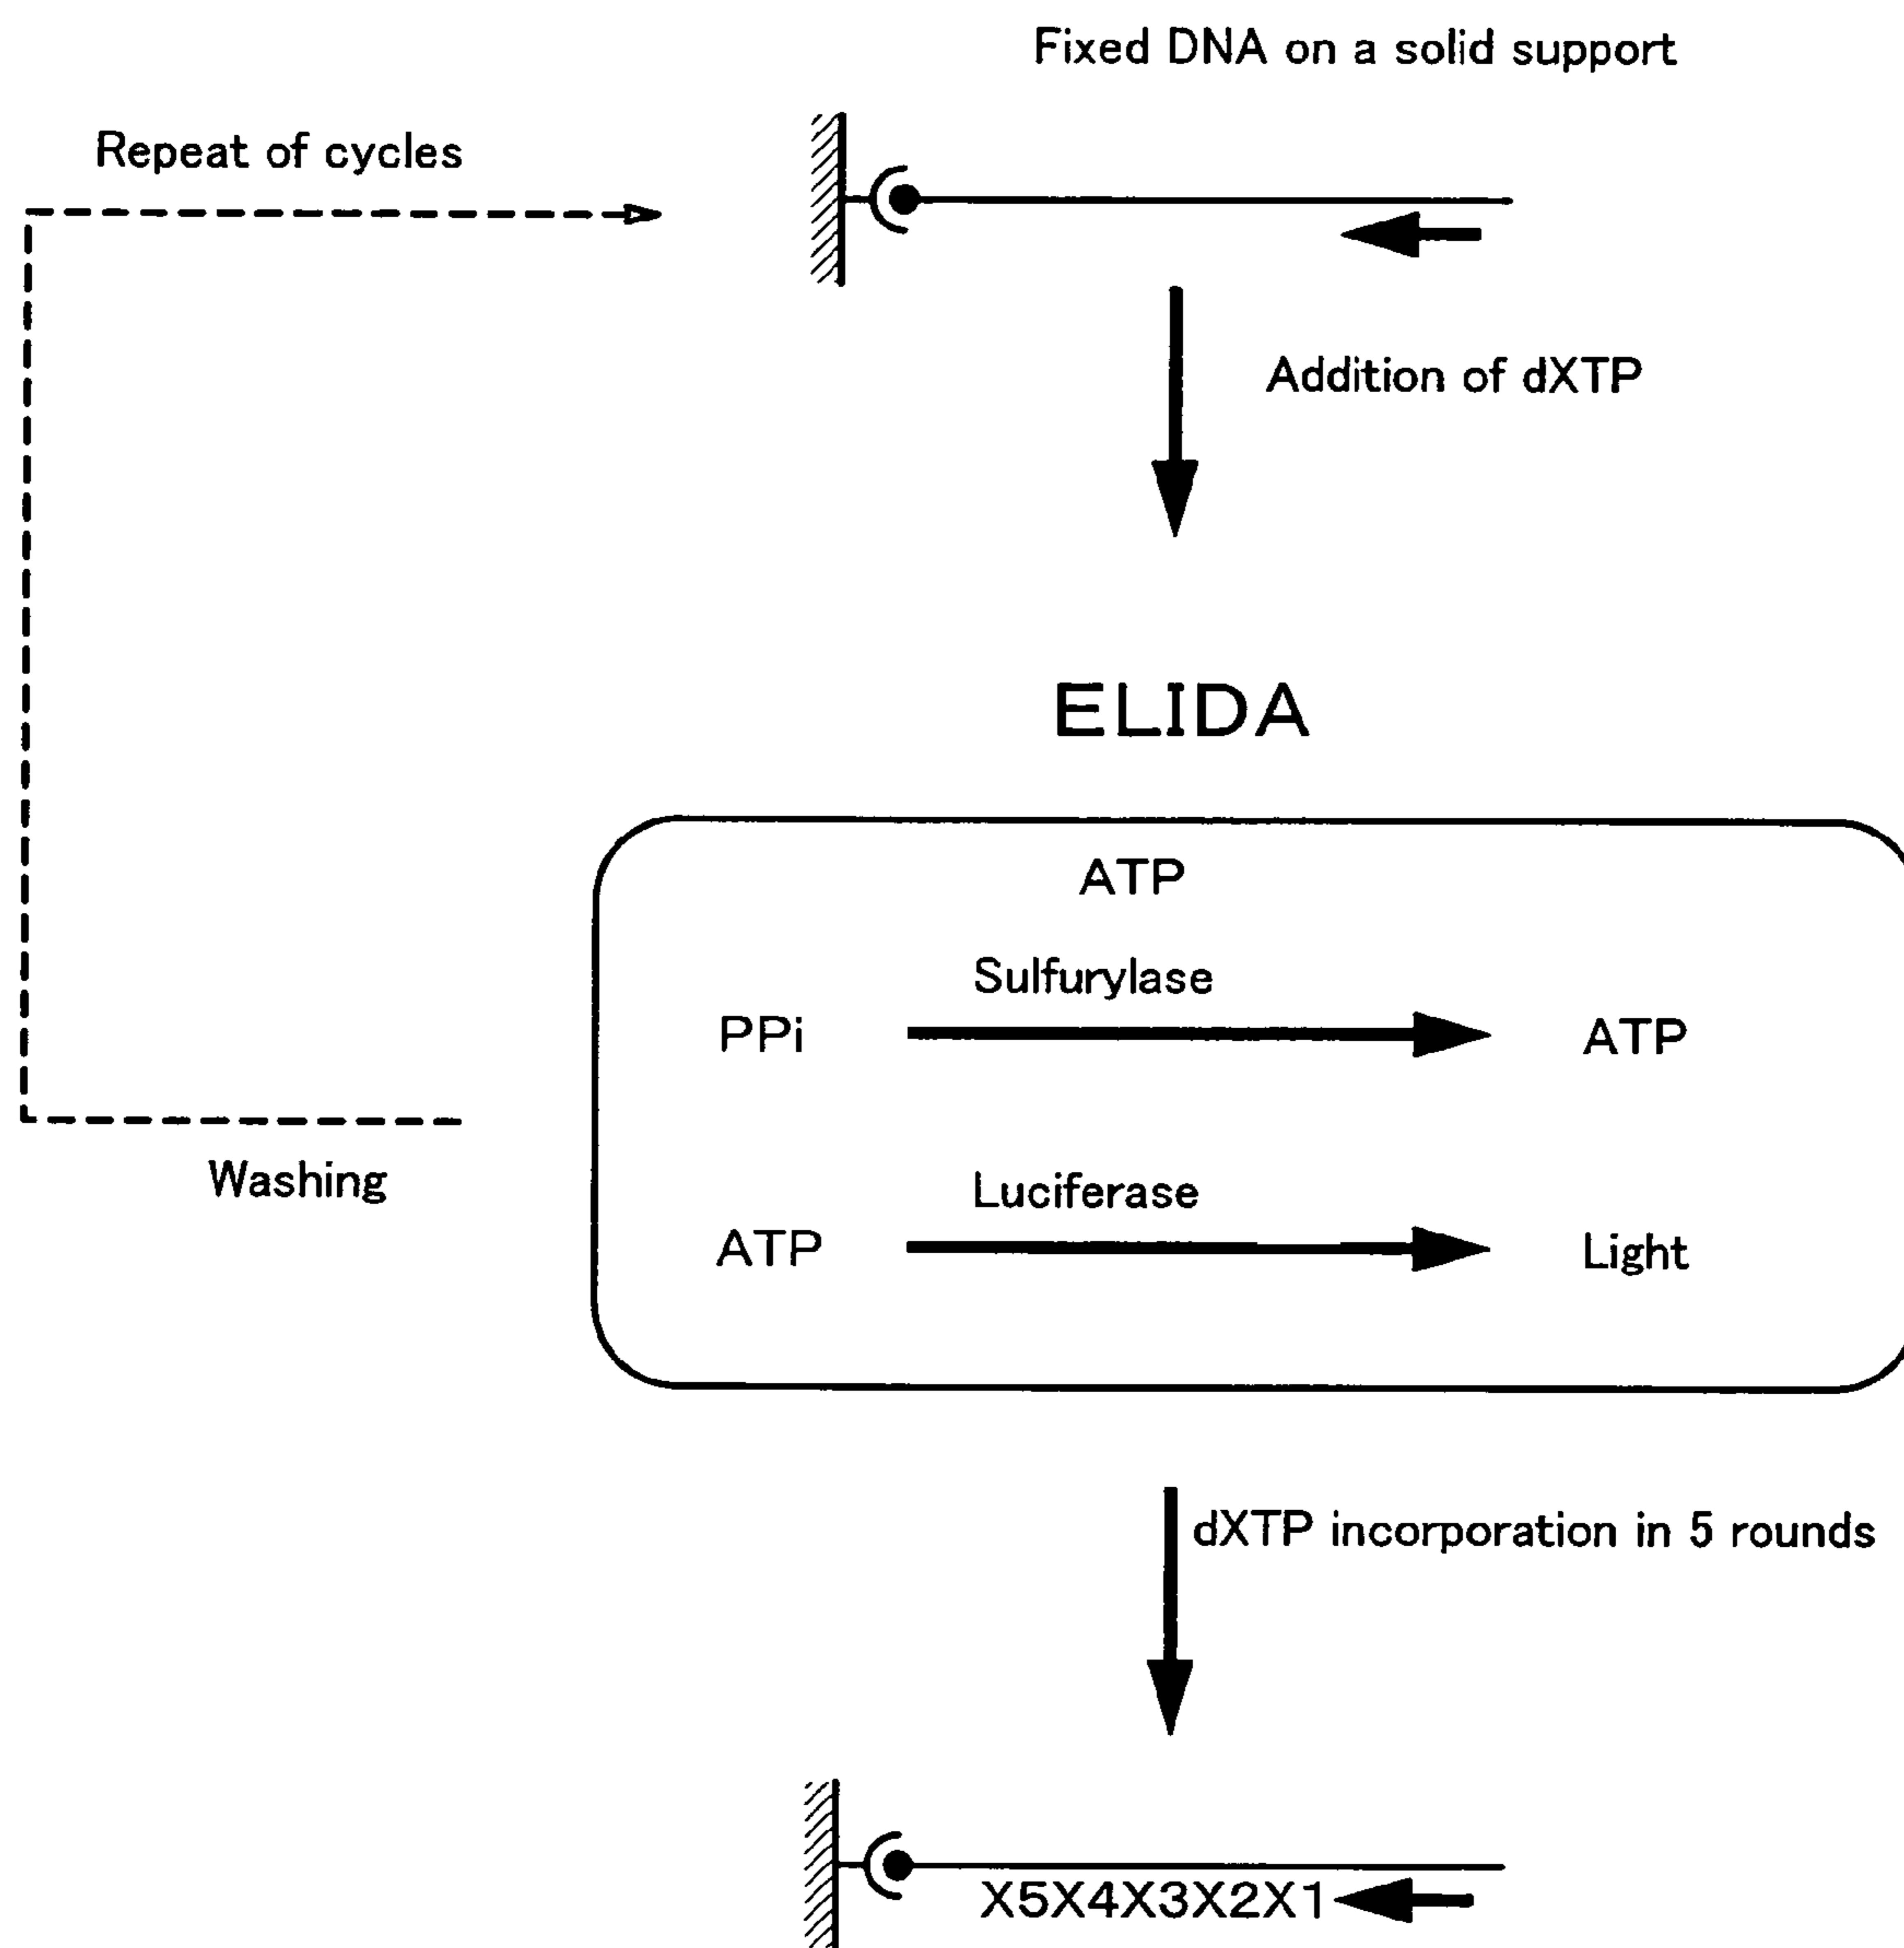 Fixed DNA on a solid support
Repeat of cycles
Addition of dXTP
ELIDA
ATP
Sulfurylase
PPi
ATP
Washing
Luciferase
ATP
Light
dXTP incorporation in 5 rounds
X5X4X3X2X1